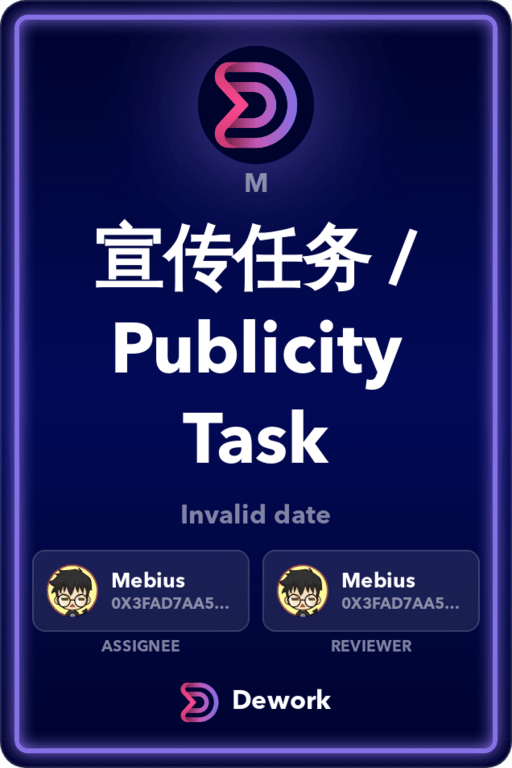 M
宣传任务 /
Publicity
Task
Invalid date
Mebius
0X3FAD7AA5...
ASSIGNEE
Mebius
0X3FAD7AA5...
REVIEWER
Dework